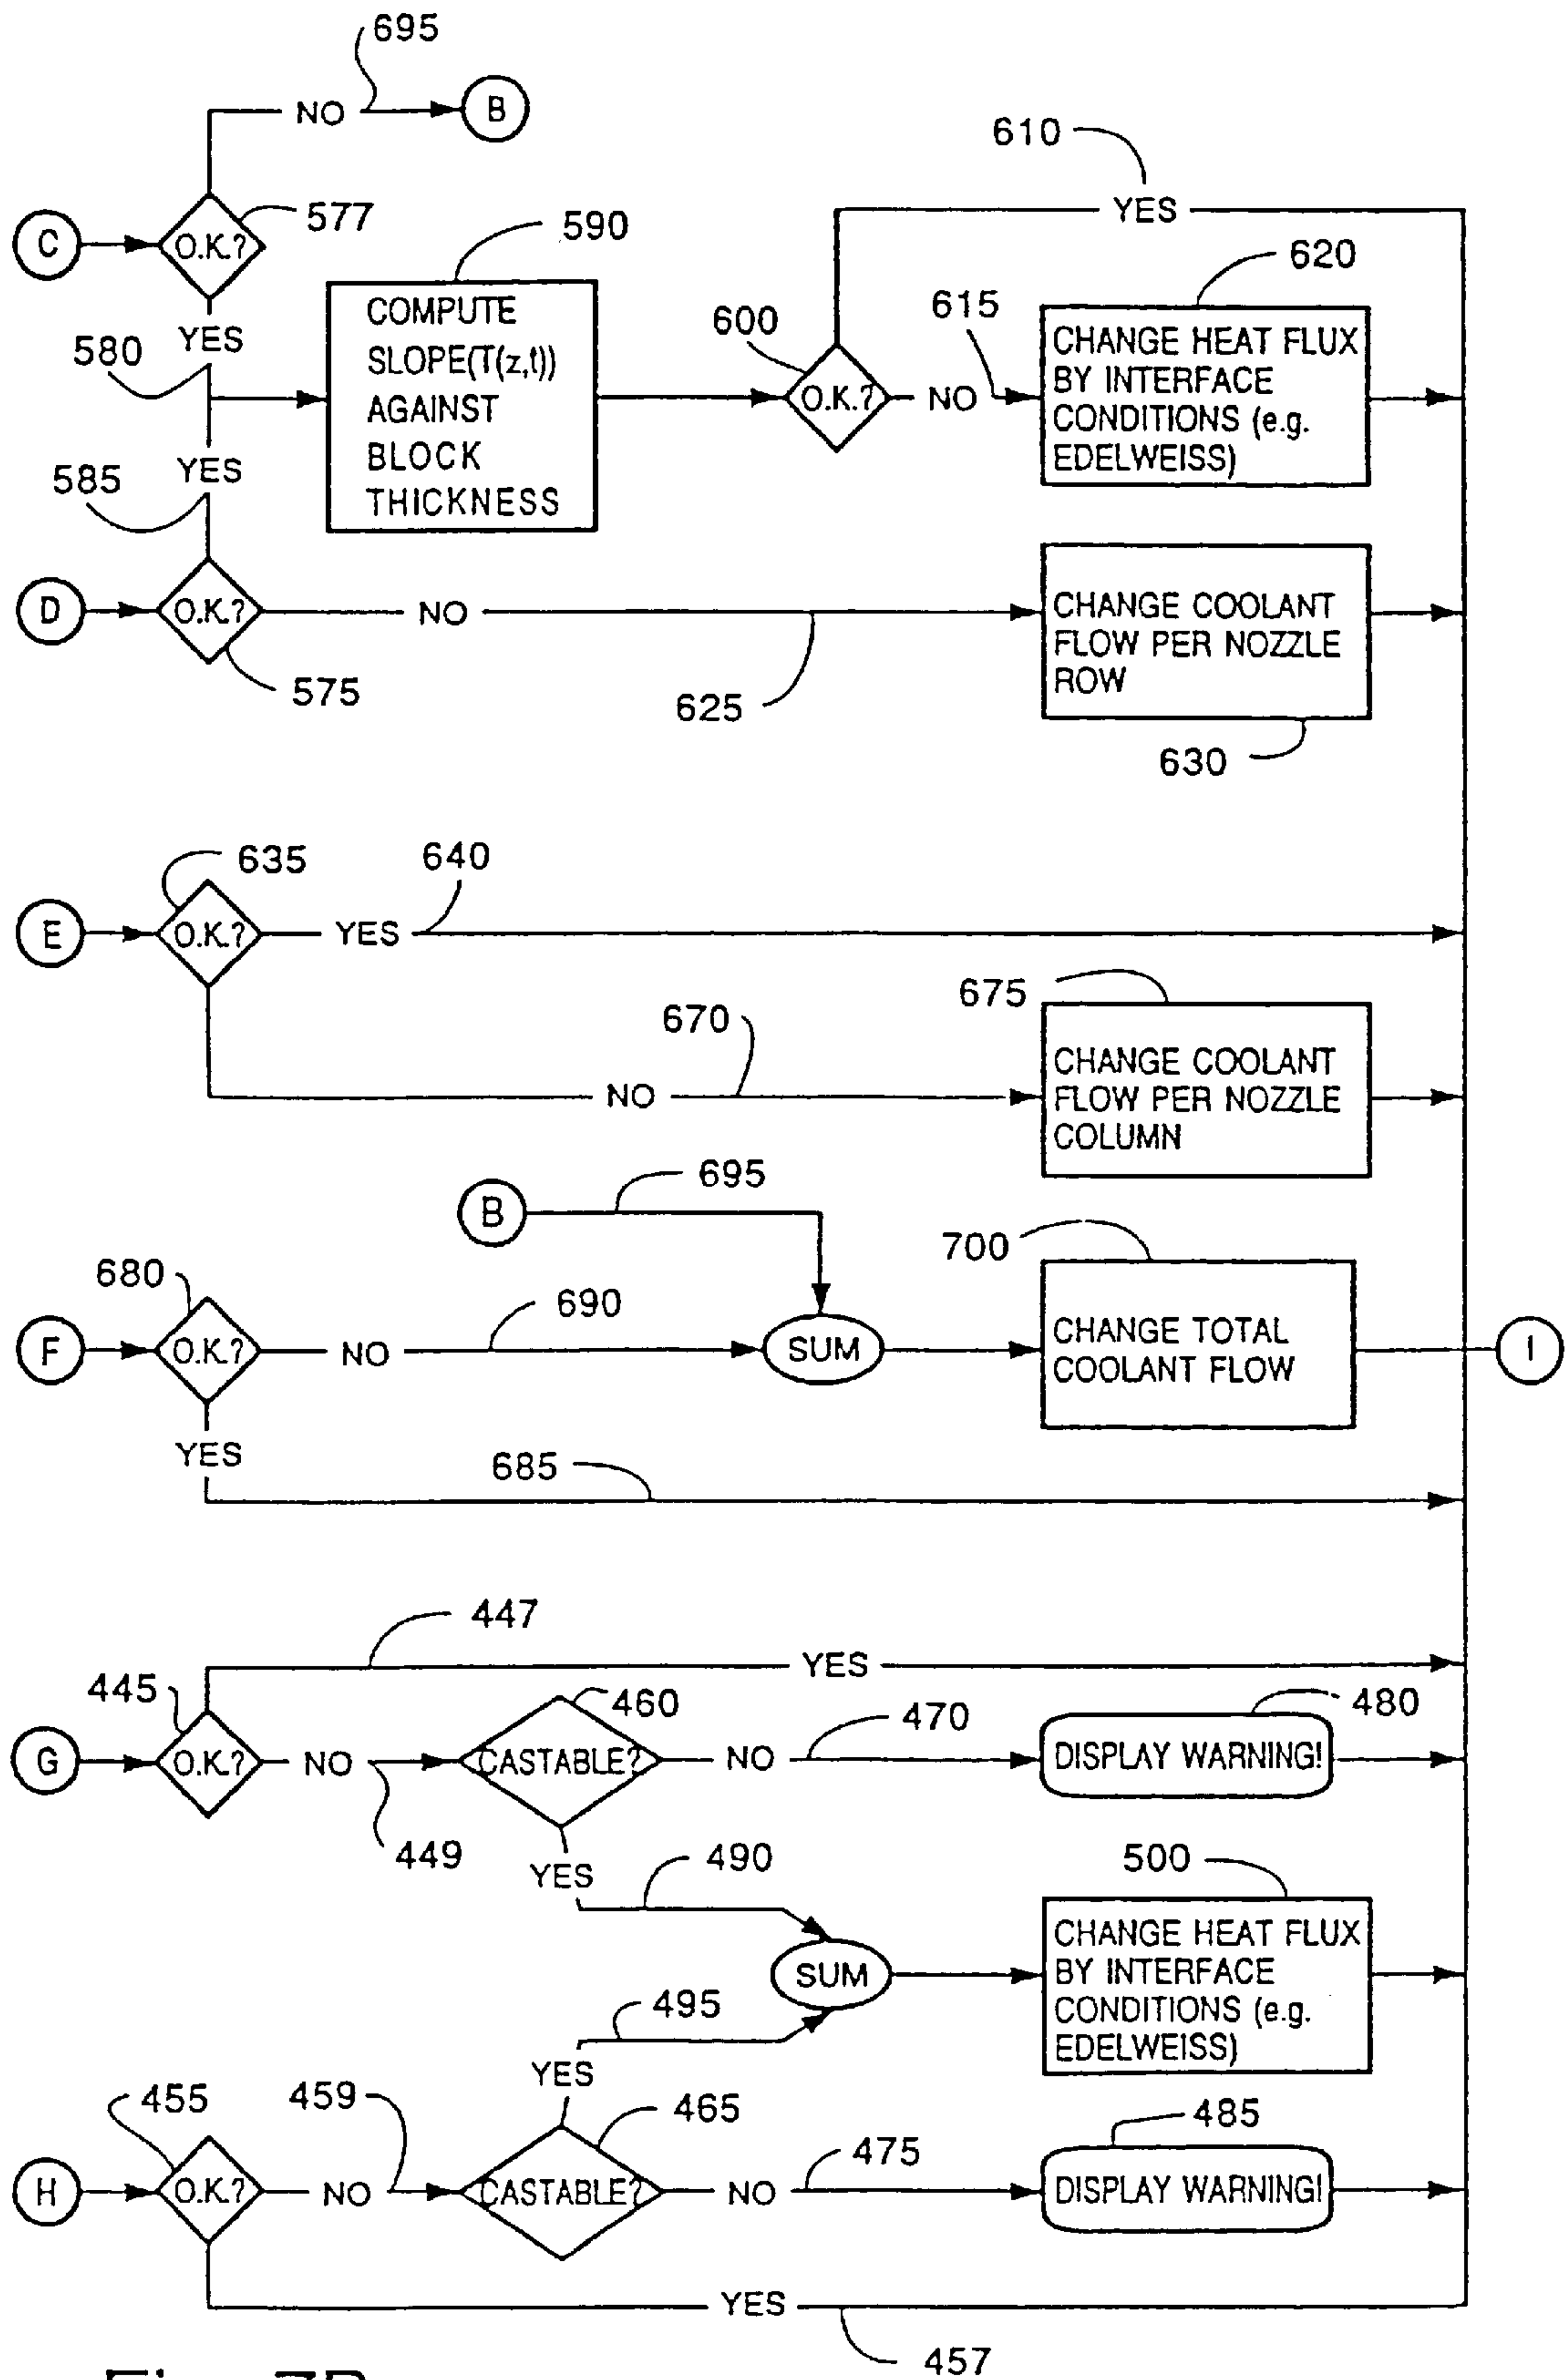 695
NO
B
610
YES
C
O.K.?
577
590
620
YES
580
COMPUTE
SLOPE(T(z,t))
AGAINST
BLOCK
THICKNESS
600
O.K.?
NO
615
CHANGE HEAT FLUX
BY INTERFACE
CONDITIONS (e.g.
EDELWEISS)
YES
585
D
O.K.?
NO
575
625
CHANGE COOLANT
FLOW PER NOZZLE
ROW
630
635
640
E
O.K.?
YES
670
NO
675
CHANGE COOLANT
FLOW PER NOZZLE
COLUMN
B
695
680
690
700
F
O.K.?
NO
SUM
CHANGE TOTAL
COOLANT FLOW
I
YES
685
447
YES
445
460
470
480
G
O.K.?
NO
CASTABLE?
NO
DISPLAY WARNING!
449
YES
490
500
SUM
CHANGE HEAT FLUX
BY INTERFACE
CONDITIONS (e.g.
EDELWEISS)
495
YES
455
459
465
475
485
H
O.K.?
NO
CASTABLE?
NO
DISPLAY WARNING!
YES
457
Fig. 7B